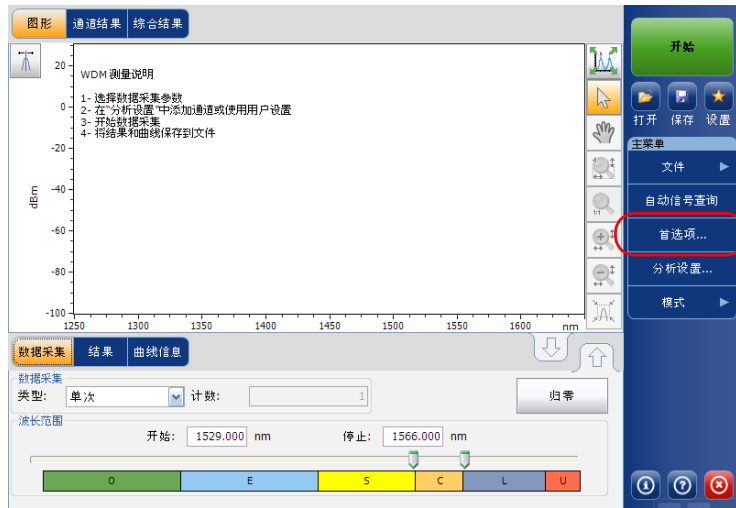 图形 通道结果 综合结果
WDM 测量说明
1- 选择数据采集参数
2- 在"分析设置"中添加通道或使用用户设置
3- 开始数据采集
4- 将结果和曲线保存到文件
20
0
-20
-40
-60
-80
-100
dBm
1250 1300 1350 1400 1450 1500 1550 1600 nm
1:1
数据采集 结果 曲线信息
数据采集
类型: 单次 计数: 1 归零
波长范围
开始: 1529.000 nm 停止: 1566.000 nm
O E S C L U
开始
打开 保存 设置
主菜单
文件
自动信号查询
首选项...
分析设置...
模式